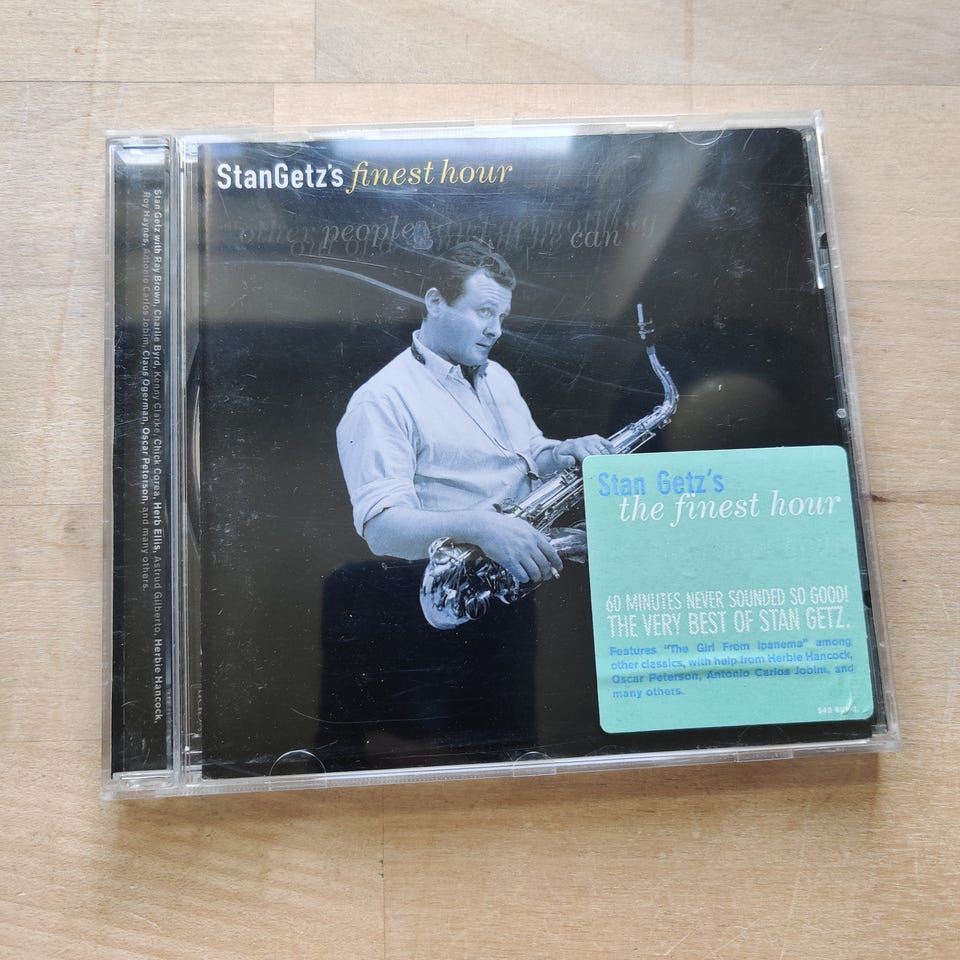 StanGetz's finest hour
other people can
Stan Getz's
the finest hour
60 MINUTES NEVER SOUNDED SO GOOD!
THE VERY BEST OF STAN GETZ.
Features "The Girl From Ipanema" among
other classics, with help from Herbie Hancock,
Oscar Peterson, Antonio Carlos Jobim, and
many others.
Stan Getz with Ray Brown, Charlie Byrd, Kenny Clarke, Chick Corea, Herb Ellis, Astrud Gilberto, Herbie Hancock,
Roy Haynes, Antonio Carlos Jobim, Claus Ogerman, Oscar Peterson, and many others.